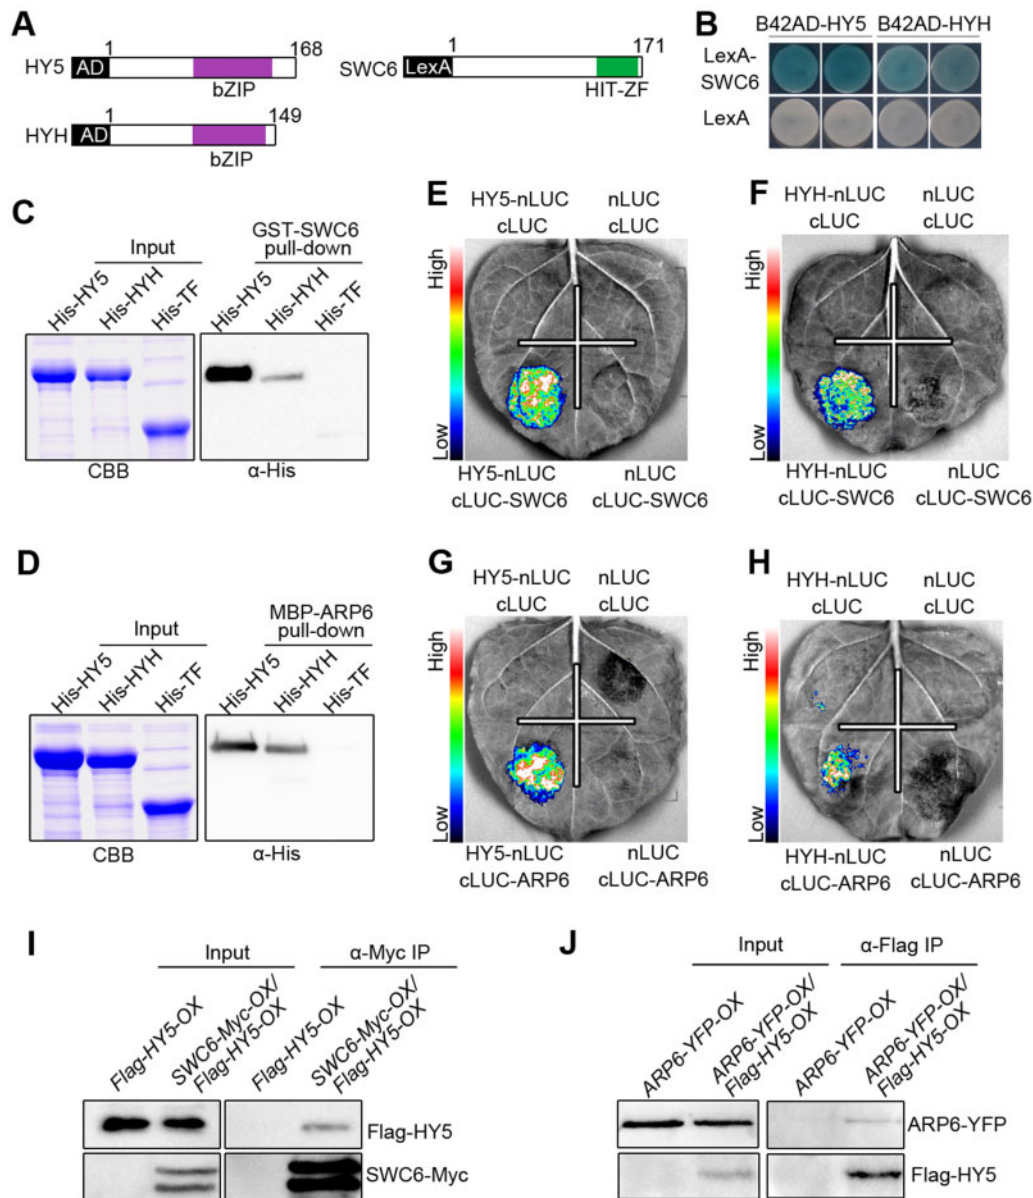 A
1
168
HY5
AD
bZIP
1
149
HYH
AD
bZIP
1
171
SWC6
LexA
HIT-ZF
B
B42AD-HY5 B42AD-HYH
LexA-
SWC6
LexA
C
Input
GST-SWC6
pull-down
His-HY5
His-HYH
His-TF
His-HY5
His-HYH
His-TF
CBB
α-His
D
Input
MBP-ARP6
pull-down
His-HY5
His-HYH
His-TF
His-HY5
His-HYH
His-TF
CBB
α-His
E
HY5-nLUC
cLUC
nLUC
cLUC
High
Low
HY5-nLUC
cLUC-SWC6
nLUC
cLUC-SWC6
F
HYH-nLUC
cLUC
nLUC
cLUC
High
Low
HYH-nLUC
cLUC-SWC6
nLUC
cLUC-SWC6
G
HY5-nLUC
cLUC
nLUC
cLUC
High
Low
HY5-nLUC
cLUC-ARP6
nLUC
cLUC-ARP6
H
HYH-nLUC
cLUC
nLUC
cLUC
High
Low
HYH-nLUC
cLUC-ARP6
nLUC
cLUC-ARP6
I
Input
α-Myc IP
Flag-HY5-OX
SWC6-Myc-OX/
Flag-HY5-OX
Flag-HY5-OX
SWC6-Myc-OX/
Flag-HY5-OX
Flag-HY5
SWC6-Myc
J
Input
α-Flag IP
ARP6-YFP-OX
ARP6-YFP-OX/
Flag-HY5-OX
ARP6-YFP-OX
ARP6-YFP-OX/
Flag-HY5-OX
ARP6-YFP
Flag-HY5